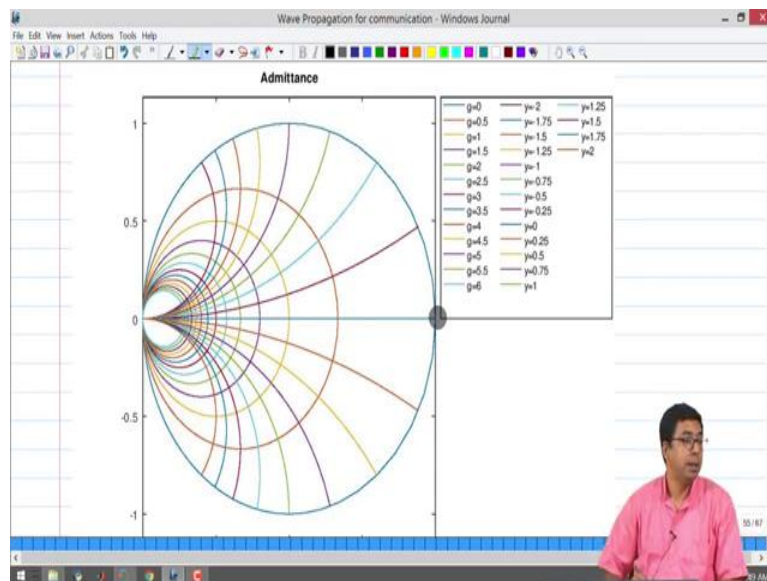 Wave Propagation for communication - Windows Journal
File Edit View Insert Actions Tools Help
B I
Admittance
1
0.5
0
-0.5
-1
g=0
g=0.5
g=1
g=1.5
g=2
g=2.5
g=3
g=3.5
g=4
g=4.5
g=5
g=5.5
g=6
y=-2
y=-1.75
y=-1.5
y=-1.25
y=-1
y=-0.75
y=-0.5
y=-0.25
y=0
y=0.25
y=0.5
y=0.75
y=1
y=1.25
y=1.5
y=1.75
y=2
55 / 67